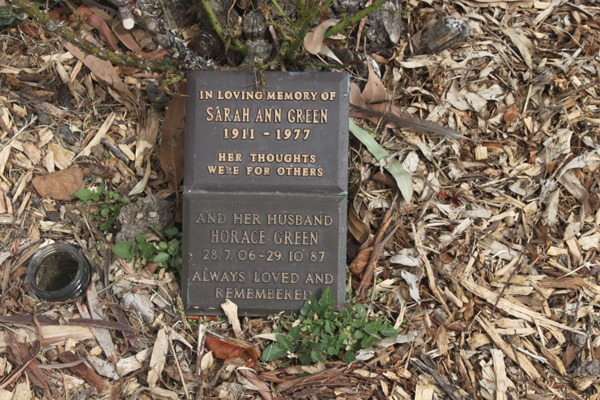 IN LOVING MEMORY OF
SARAH ANN GREEN
1911 - 1977
HER THOUGHTS
WERE FOR OTHERS
AND HER HUSBAND
HORACE GREEN
28.7.06-29.10.87
ALWAYS LOVED AND
REMEMBERED